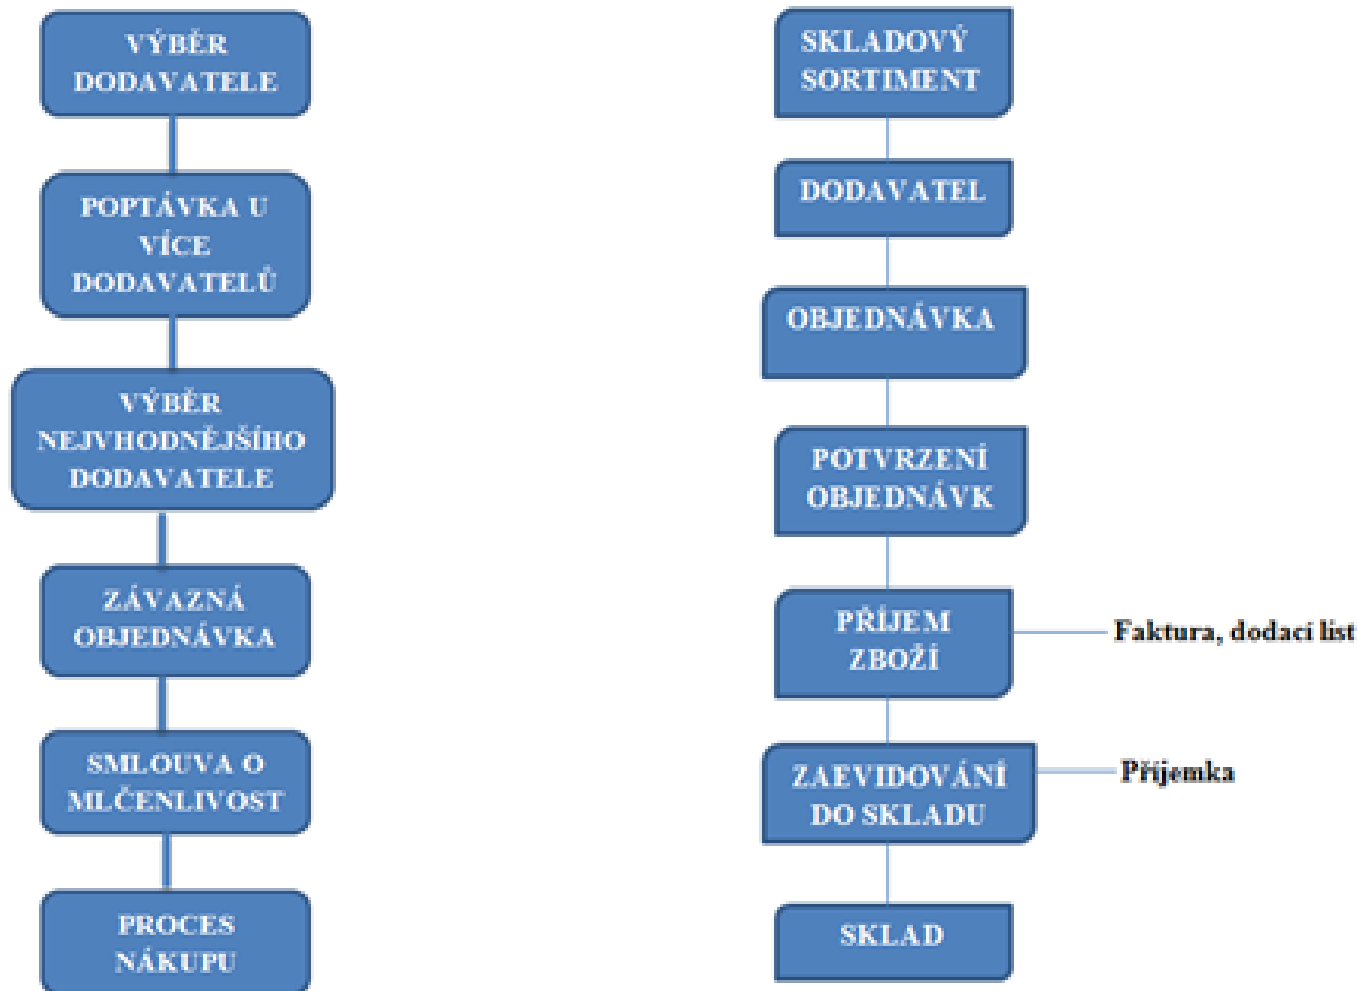 VÝBĚR
DODAVATELE
POPTÁVKA U
VÍCE
DODAVATELŮ
VÝBĚR
NEJVHODNĚJŠÍHO
DODAVATELE
ZÁVAZNÁ
OBJEDNÁVKA
SMLOUVA O
MLČENLIVOST
PROCES
NÁKUPU
SKLADOVÝ
SORTIMENT
DODAVATEL
OBJEDNÁVKA
POTVRZENÍ
OBJEDNÁVK
PŘÍJEM
ZBOŽÍ
Faktura, dodací list
ZAEVIDOVÁNÍ
DO SKLADU
Příjemka
SKLAD